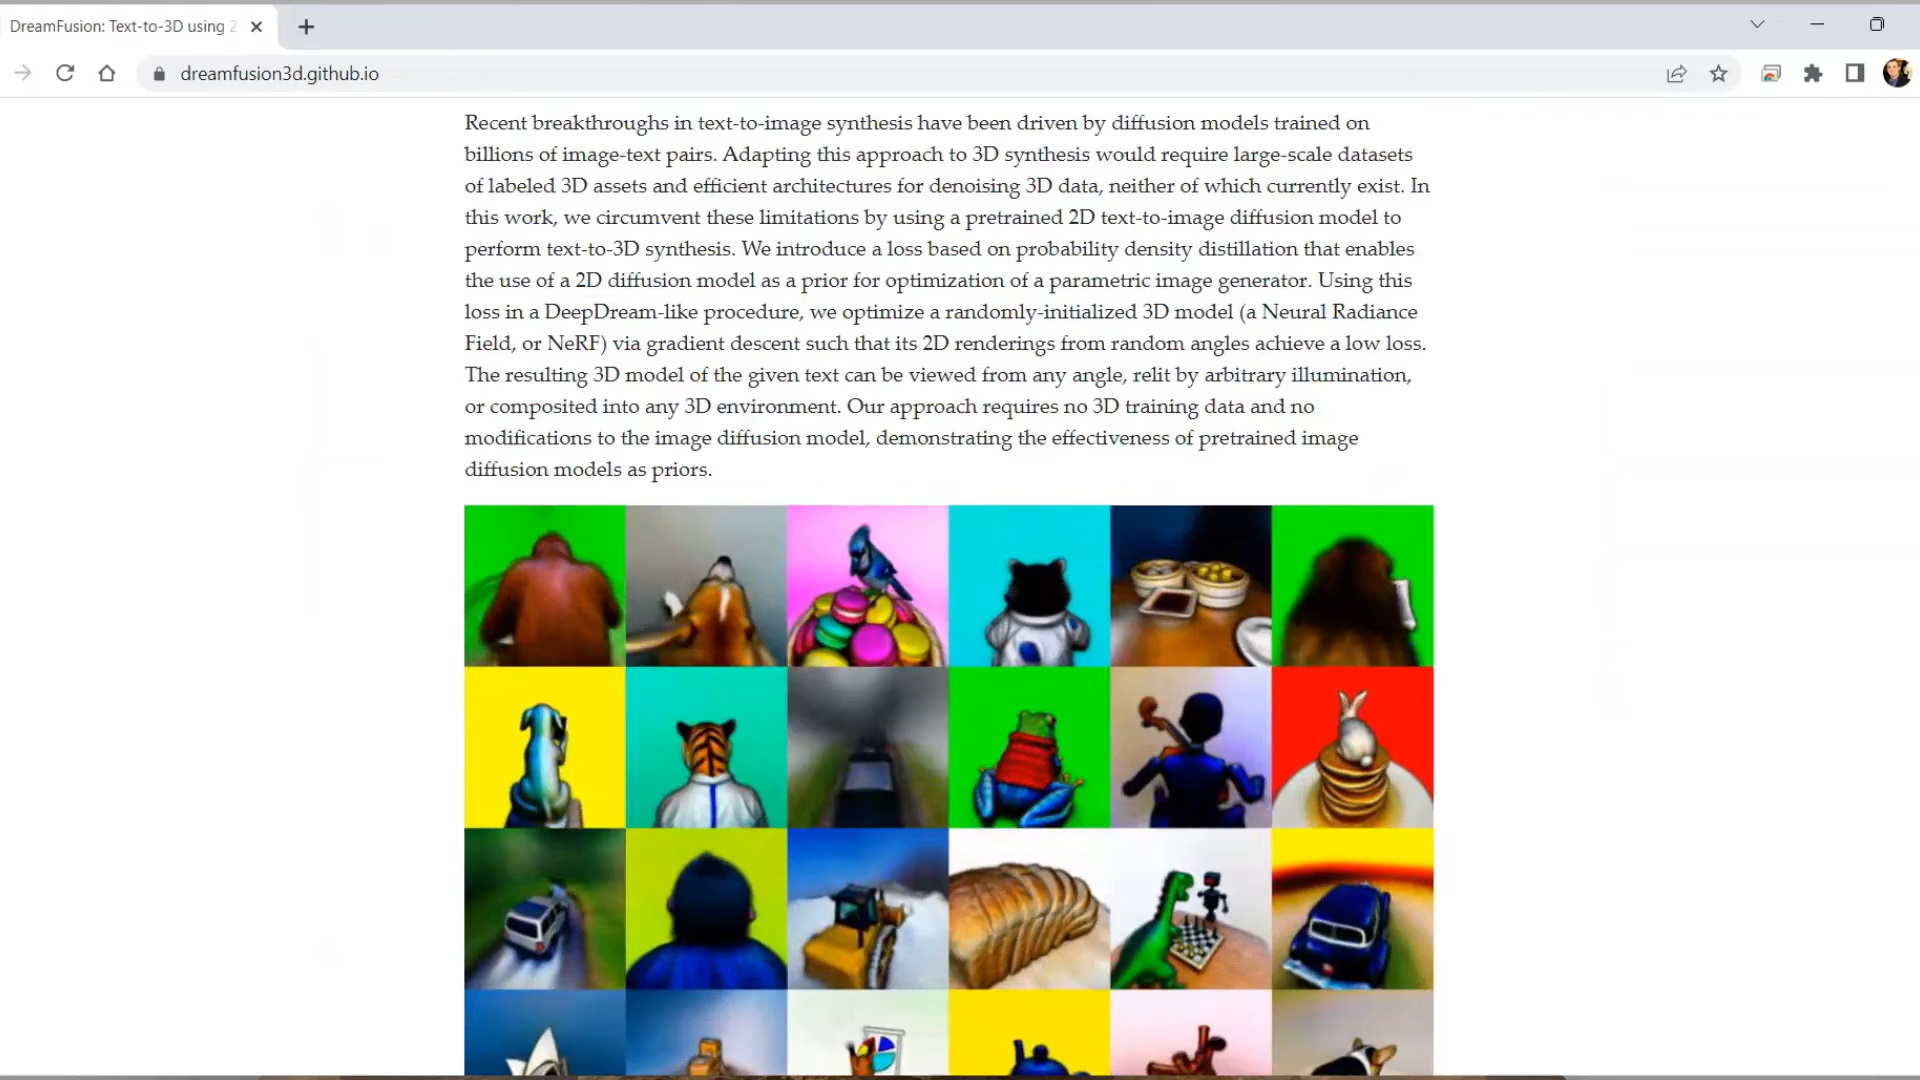 DreamFusion: Text-to-3D using 2
dreamfusion3d.github.io
Recent breakthroughs in text-to-image synthesis have been driven by diffusion models trained on
billions of image-text pairs. Adapting this approach to 3D synthesis would require large-scale datasets
of labeled 3D assets and efficient architectures for denoising 3D data, neither of which currently exist. In
this work, we circumvent these limitations by using a pretrained 2D text-to-image diffusion model to
perform text-to-3D synthesis. We introduce a loss based on probability density distillation that enables
the use of a 2D diffusion model as a prior for optimization of a parametric image generator. Using this
loss in a DeepDream-like procedure, we optimize a randomly-initialized 3D model (a Neural Radiance
Field, or NeRF) via gradient descent such that its 2D renderings from random angles achieve a low loss.
The resulting 3D model of the given text can be viewed from any angle, relit by arbitrary illumination,
or composited into any 3D environment. Our approach requires no 3D training data and no
modifications to the image diffusion model, demonstrating the effectiveness of pretrained image
diffusion models as priors.